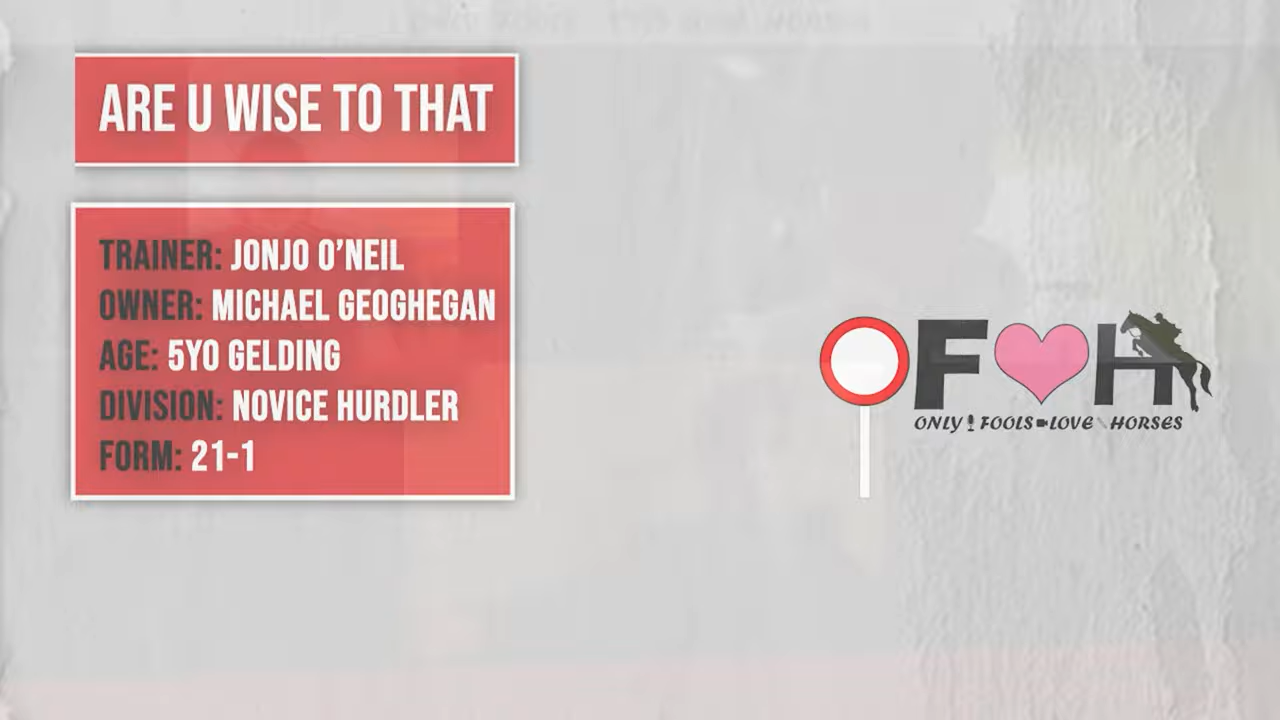 ARE U WISE TO THAT
TRAINER: JONJO O'NEIL
OWNER: MICHAEL GEOGHEGAN
AGE: 5YO GELDING
DIVISION: NOVICE HURDLER
FORM: 21-1
OF H
ONLY FOOLS LOVE HORSES